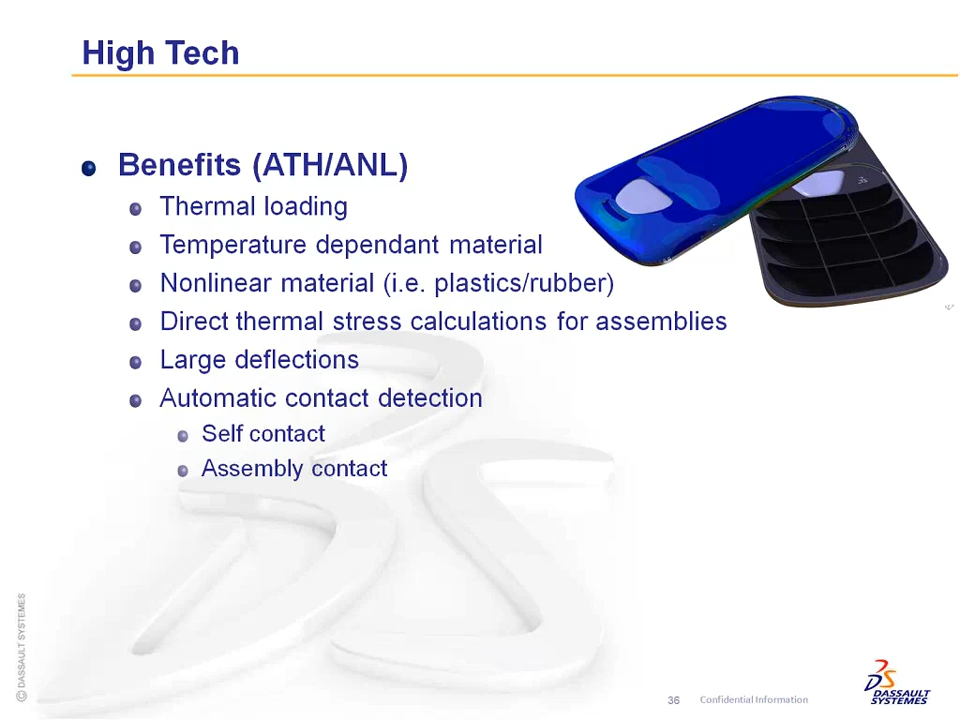 High Tech
Benefits (ATH/ANL)
Thermal loading
Temperature dependant material
Nonlinear material (i.e. plastics/rubber)
Direct thermal stress calculations for assemblies
Large deflections
Automatic contact detection
Self contact
Assembly contact
© DASSAULT SYSTEMES
36 Confidential Information
DASSAULT
SYSTEMES